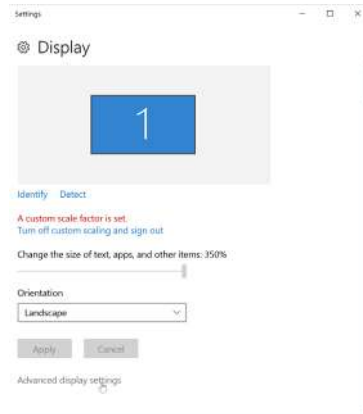 Settings
Display
1
Identify Detect
A custom scale factor is set.
Turn off custom scaling and sign out
Change the size of text, apps, and other items: 350%
Orientation
Landscape
Apply Cancel
Advanced display settings